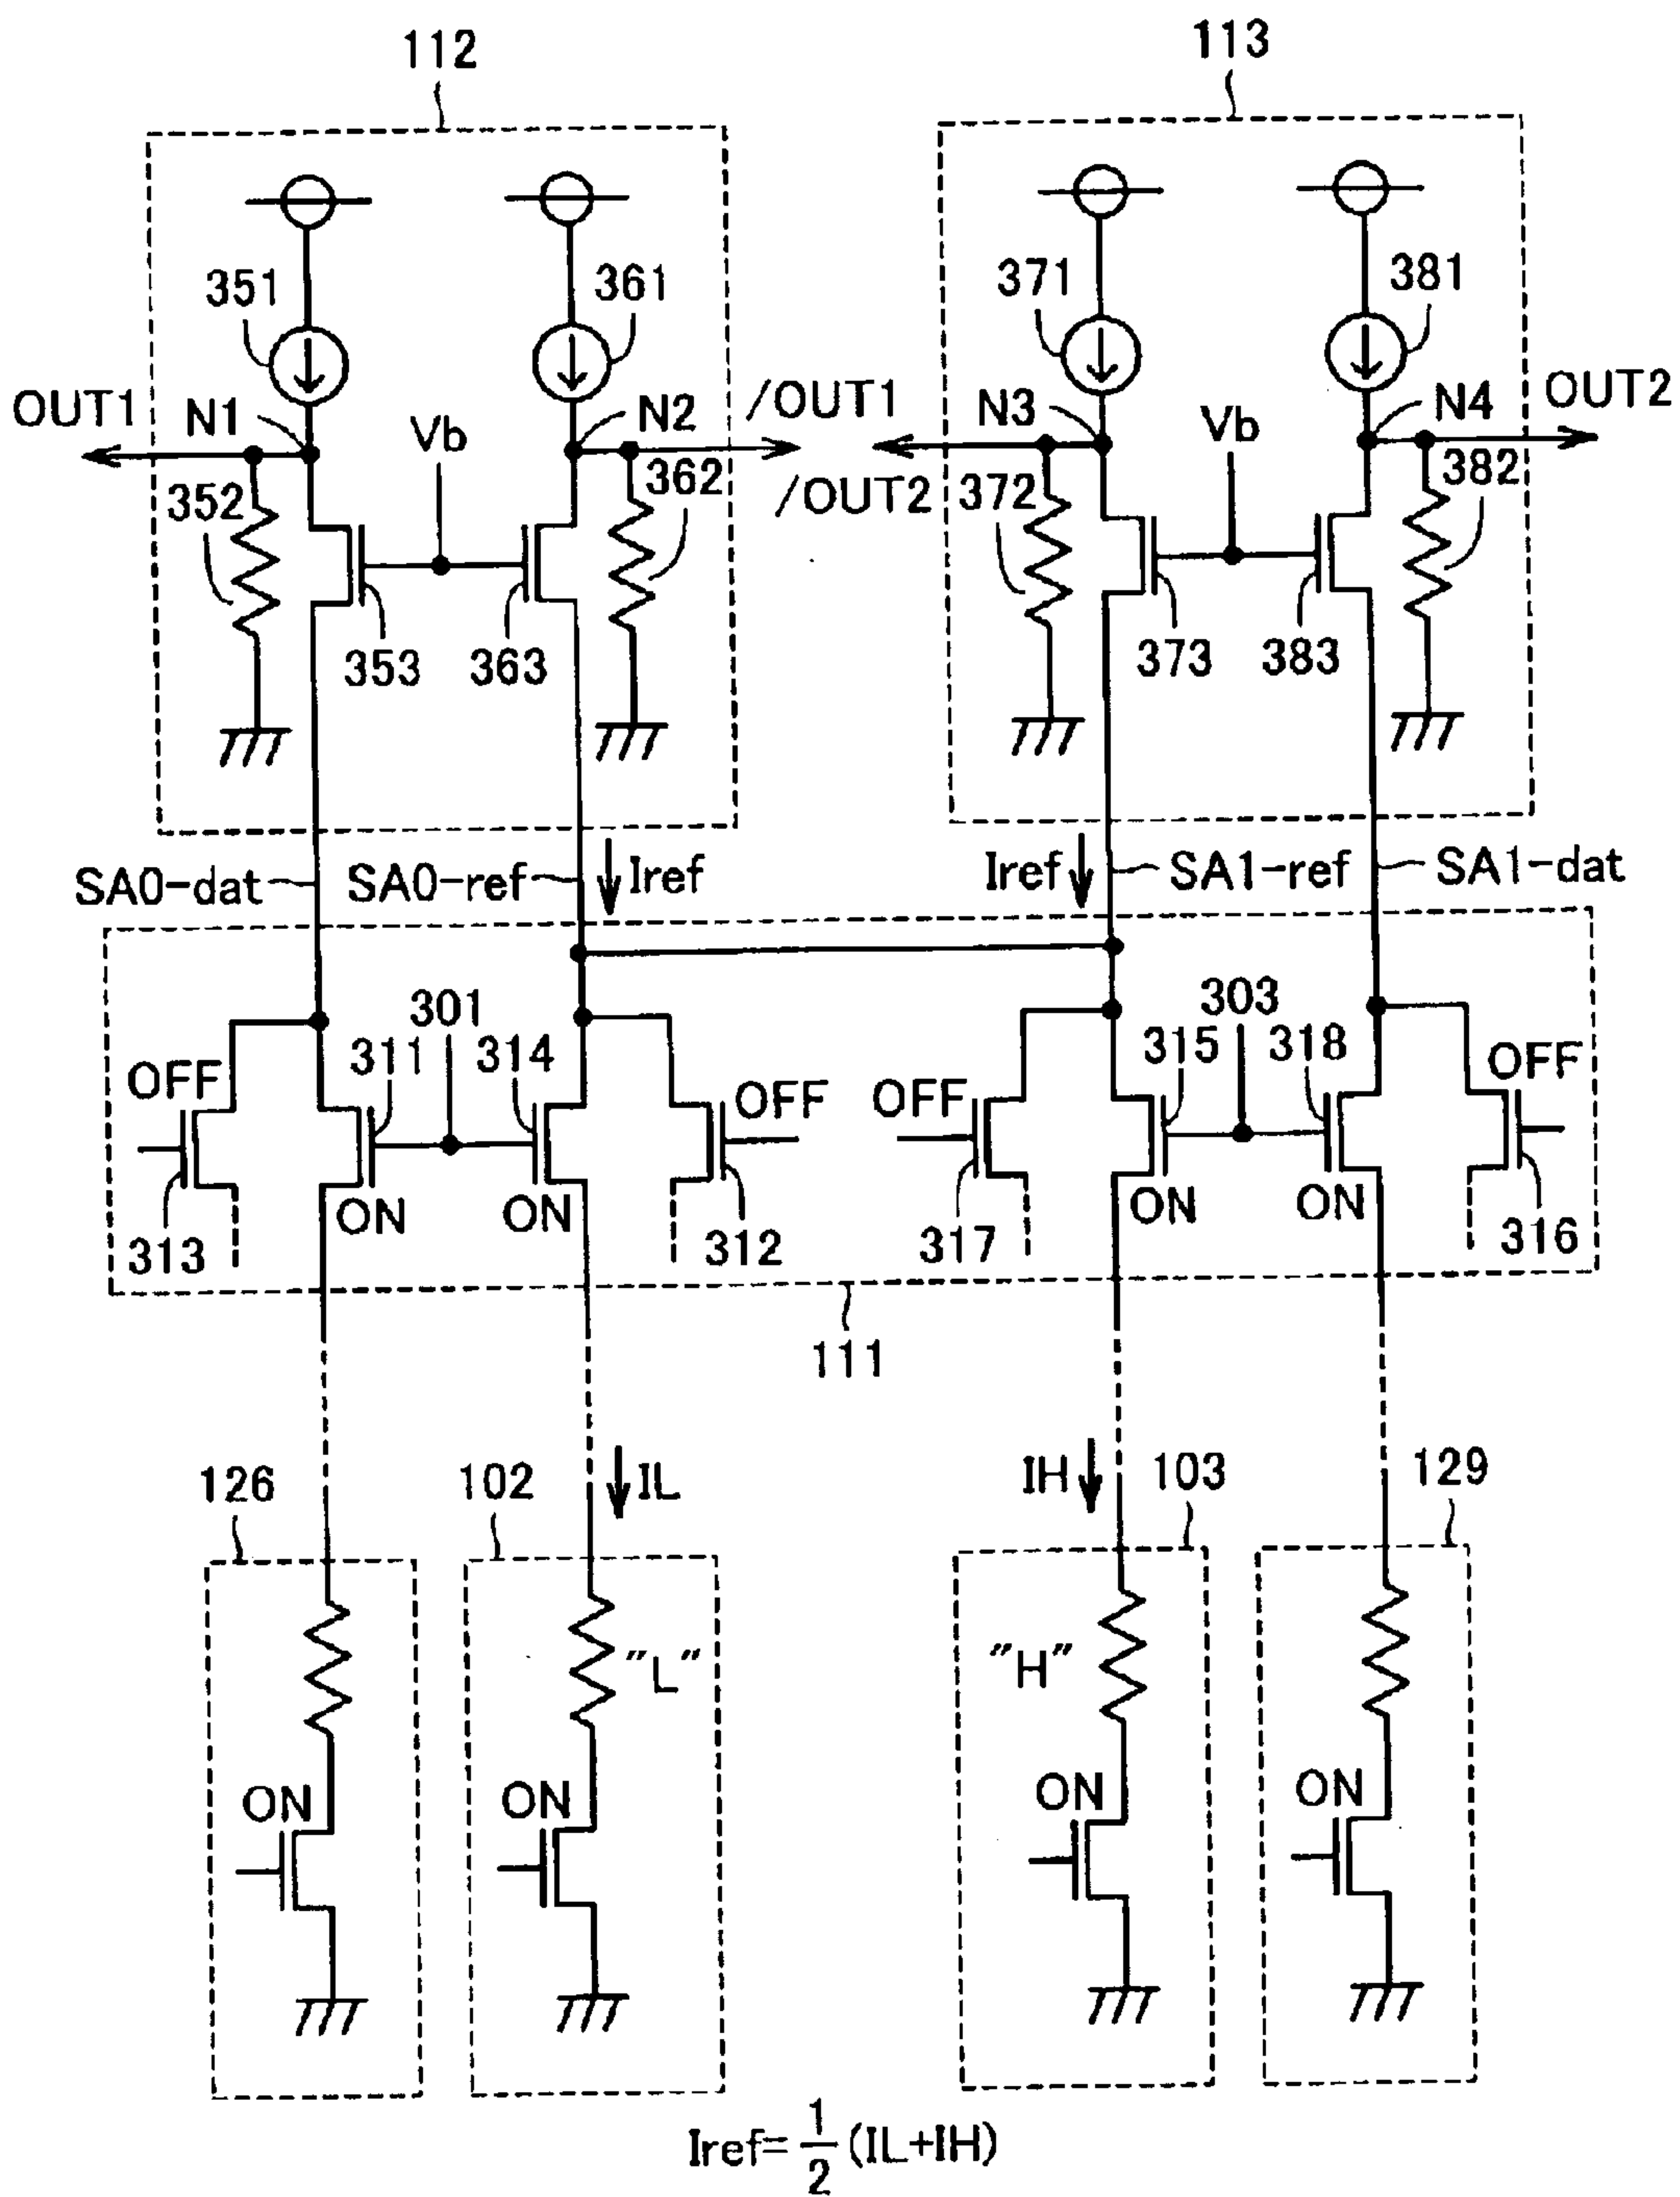 112 113
351 361 371 381
OUT1 N1 Vb N2 /OUT1 N3 Vb N4 OUT2
352 362 /OUT2 372 382
353 363 373 383
SA0-dat SA0-ref Iref Iref SA1-ref SA1-dat
OFF 311 301 314 OFF OFF 315 303 318 OFF
313 ON ON 312 317 ON ON 316
111
126 102 IL IH 103 129
"L" "H"
ON ON ON ON
Iref=1/2(IL+IH)